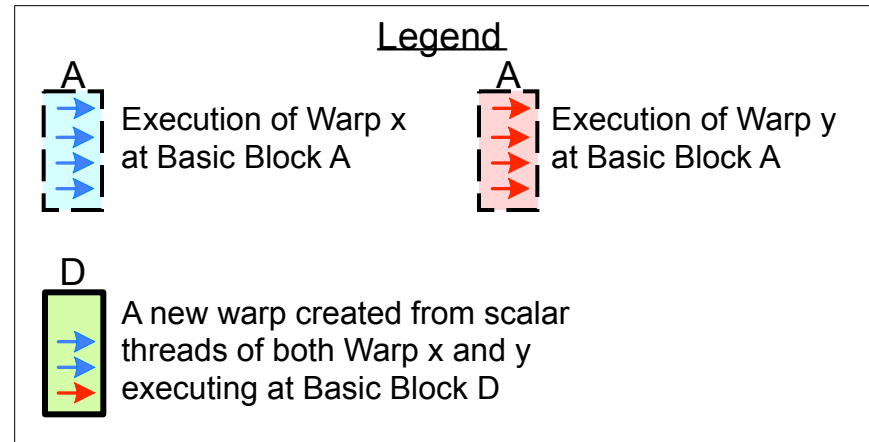 Legend
A
Execution of Warp x
at Basic Block A
A
Execution of Warp y
at Basic Block A
D
A new warp created from scalar
threads of both Warp x and y
executing at Basic Block D